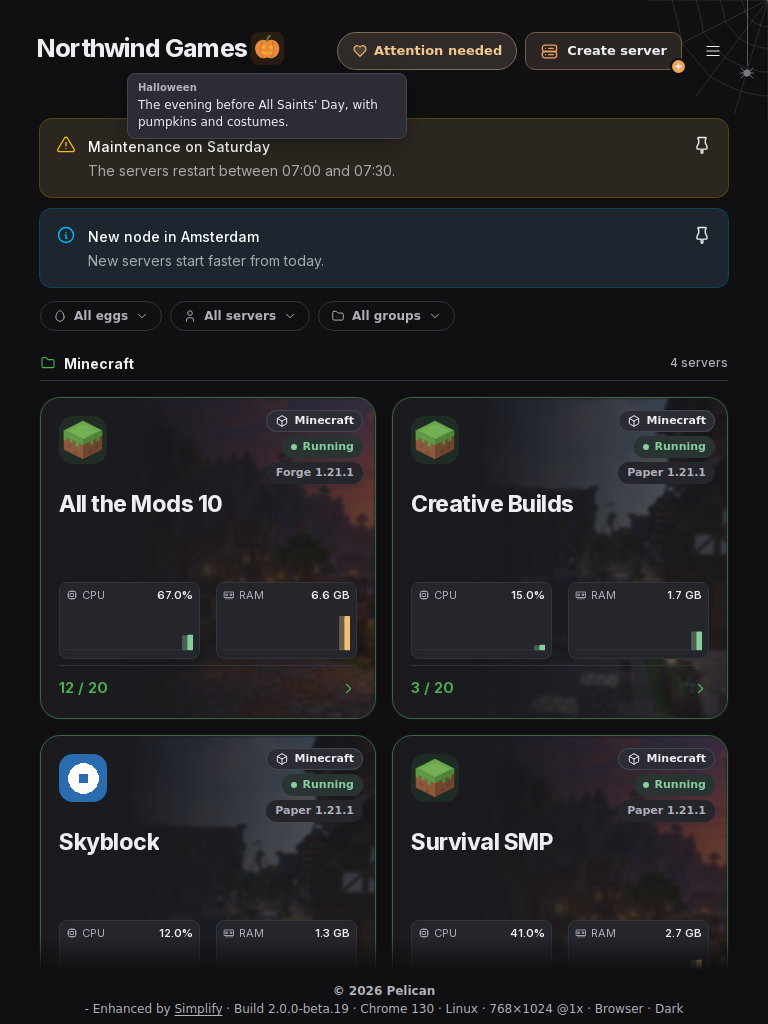 Northwind Games
Attention needed
Create server
Halloween
The evening before All Saints' Day, with
pumpkins and costumes.
Maintenance on Saturday
The servers restart between 07:00 and 07:30.
New node in Amsterdam
New servers start faster from today.
All eggs
All servers
All groups
Minecraft
4 servers
Minecraft
Running
Forge 1.21.1
All the Mods 10
CPU 67.0%
RAM 6.6 GB
12 / 20
Minecraft
Running
Paper 1.21.1
Creative Builds
CPU 15.0%
RAM 1.7 GB
3 / 20
Minecraft
Running
Paper 1.21.1
Skyblock
CPU 12.0%
RAM 1.3 GB
Minecraft
Running
Paper 1.21.1
Survival SMP
CPU 41.0%
RAM 2.7 GB
© 2026 Pelican
- Enhanced by Simplify · Build 2.0.0-beta.19 · Chrome 130 · Linux · 768×1024 @1x · Browser · Dark